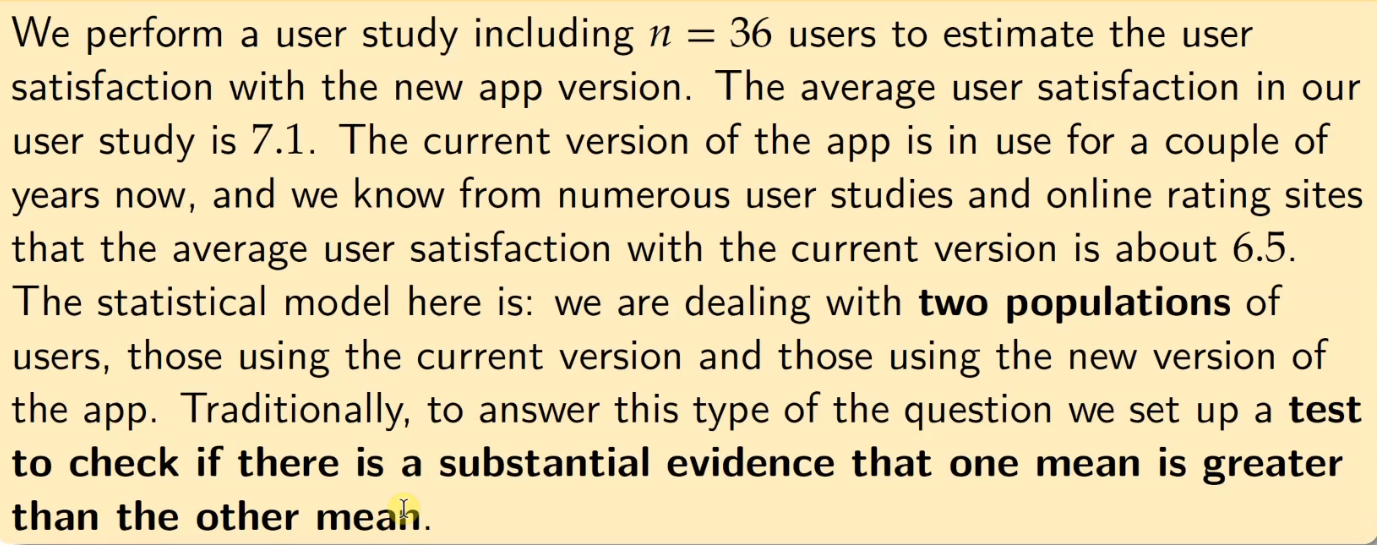 We perform a user study including n = 36 users to estimate the user
satisfaction with the new app version. The average user satisfaction in our
user study is 7.1. The current version of the app is in use for a couple of
years now, and we know from numerous user studies and online rating sites
that the average user satisfaction with the current version is about 6.5.
The statistical model here is: we are dealing with two populations of
users, those using the current version and those using the new version of
the app. Traditionally, to answer this type of the question we set up a test
to check if there is a substantial evidence that one mean is greater
than the other mean.